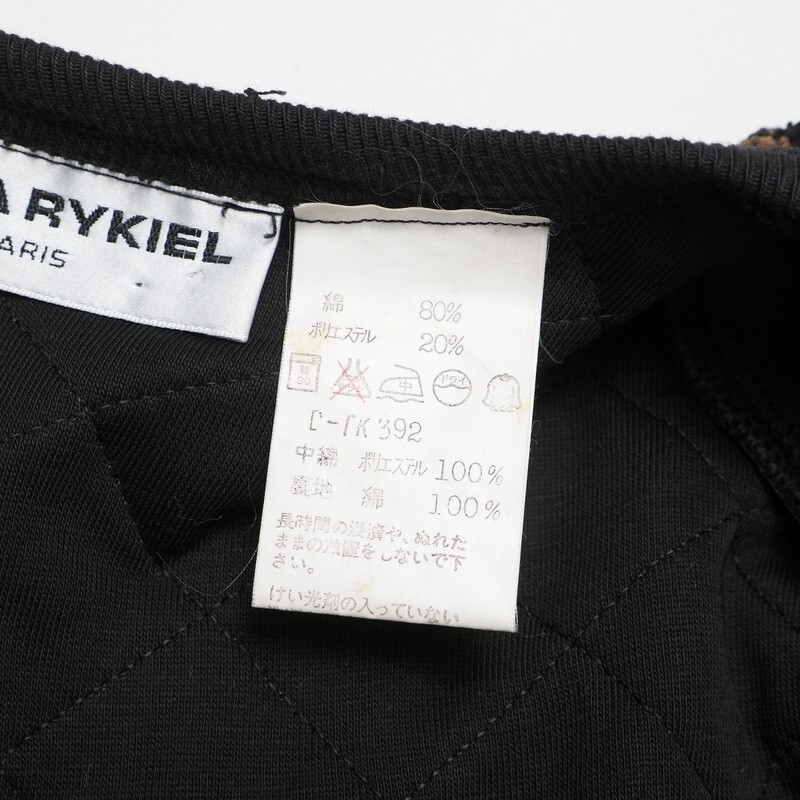 A RYKIEL
ARIS
綿 80%
ポリエステル 20%
弱 30 中 ドライ
C-TK392
中綿 ポリエステル 100%
裏地 綿 100%
長時間の浸漬や、ぬれた
ままの放置をしないで下
さい。
けい光剤の入っていない